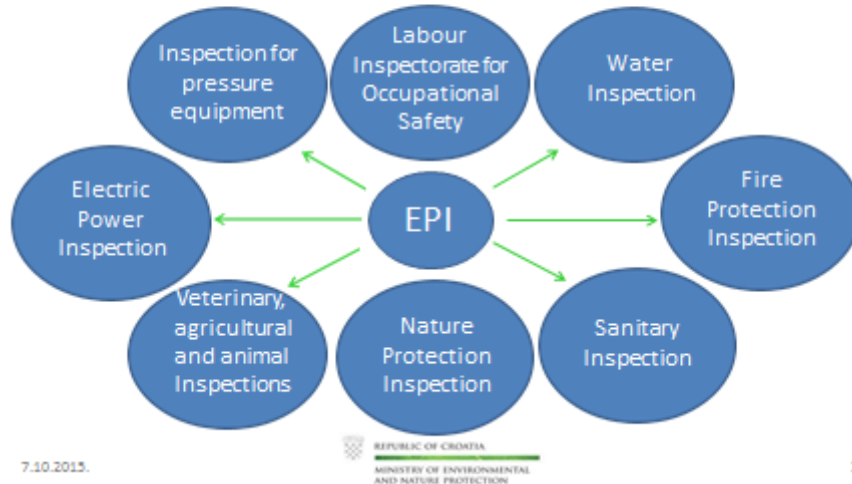 Inspection for
pressure
equipment
Labour
Inspectorate for
Occupational
Safety
Water
Inspection
Electric
Power
Inspection
EPI
Fire
Protection
Inspection
Veterinary,
agricultural
and animal
Inspections
Nature
Protection
Inspection
Sanitary
Inspection
7.10.2015.
REPUBLIC OF CROATIA
MINISTRY OF ENVIRONMENTAL
AND NATURE PROTECTION